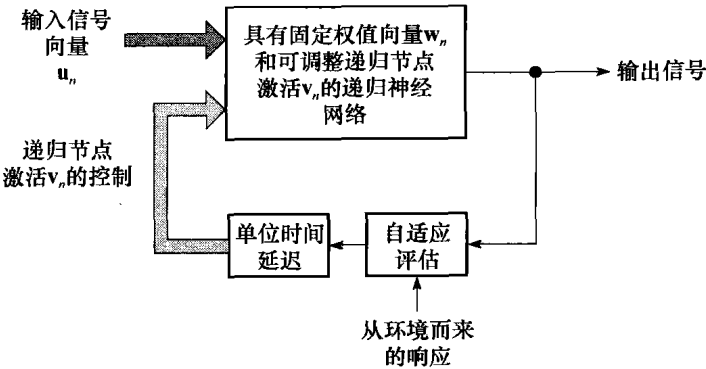 输入信号
向量
uₙ
具有固定权值向量wₙ
和可调整递归节点
激活vₙ的递归神经
网络
输出信号
递归节点
激活vₙ的控制
单位时间
延迟
自适应
评估
从环境而来
的响应